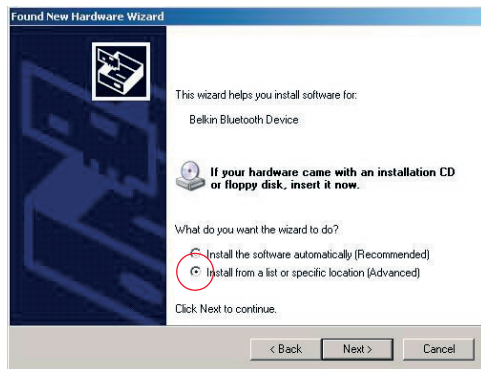 Found New Hardware Wizard
This wizard helps you install software for:
Belkin Bluetooth Device
If your hardware came with an installation CD
or floppy disk, insert it now.
What do you want the wizard to do?
Install the software automatically (Recommended)
Install from a list or specific location (Advanced)
Click Next to continue.
< Back Next > Cancel